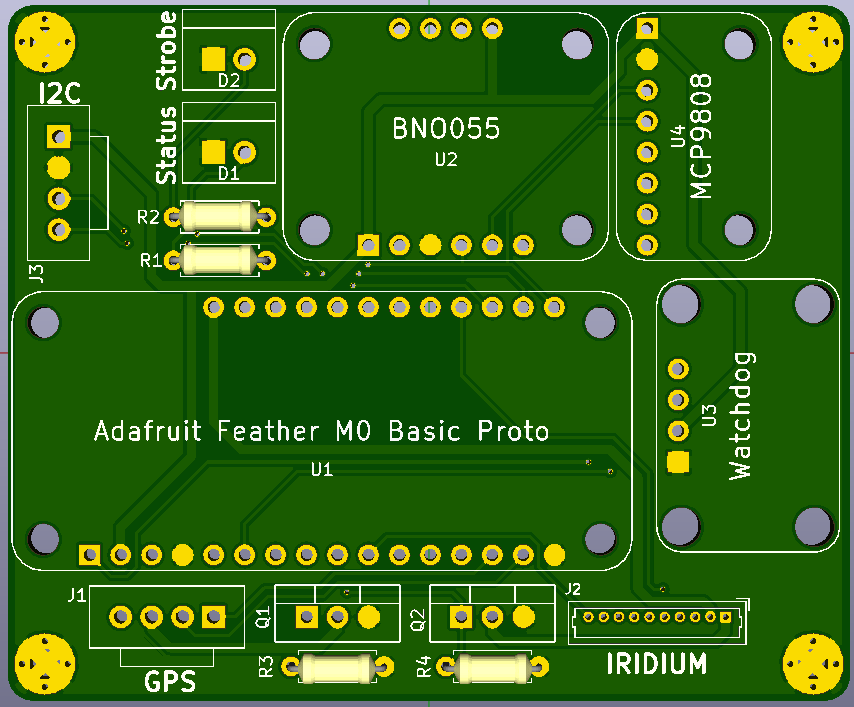 Strobe
D2
I2C
Status
D1
BNO055
U2
U4
MCP9808
R2
R1
J3
Adafruit Feather M0 Basic Proto
U1
U3
Watchdog
J1
Q1
Q2
J2
GPS
R3
R4
IRIDIUM